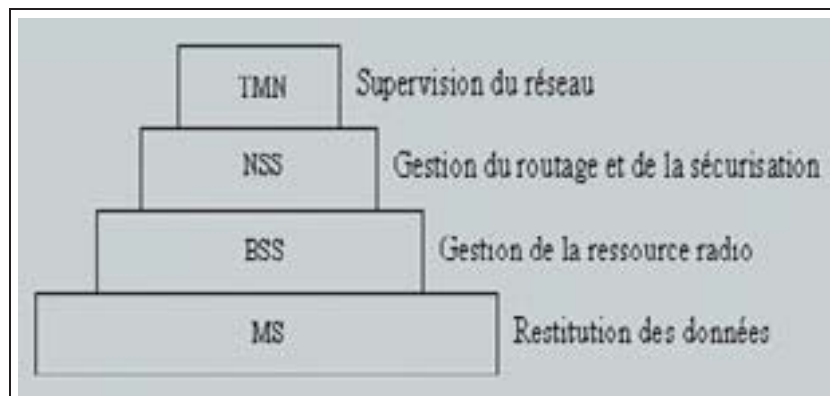 TMN Supervision du réseau
NSS Gestion du routage et de la sécurisation
BSS Gestion de la ressource radio
MS Restitution des données